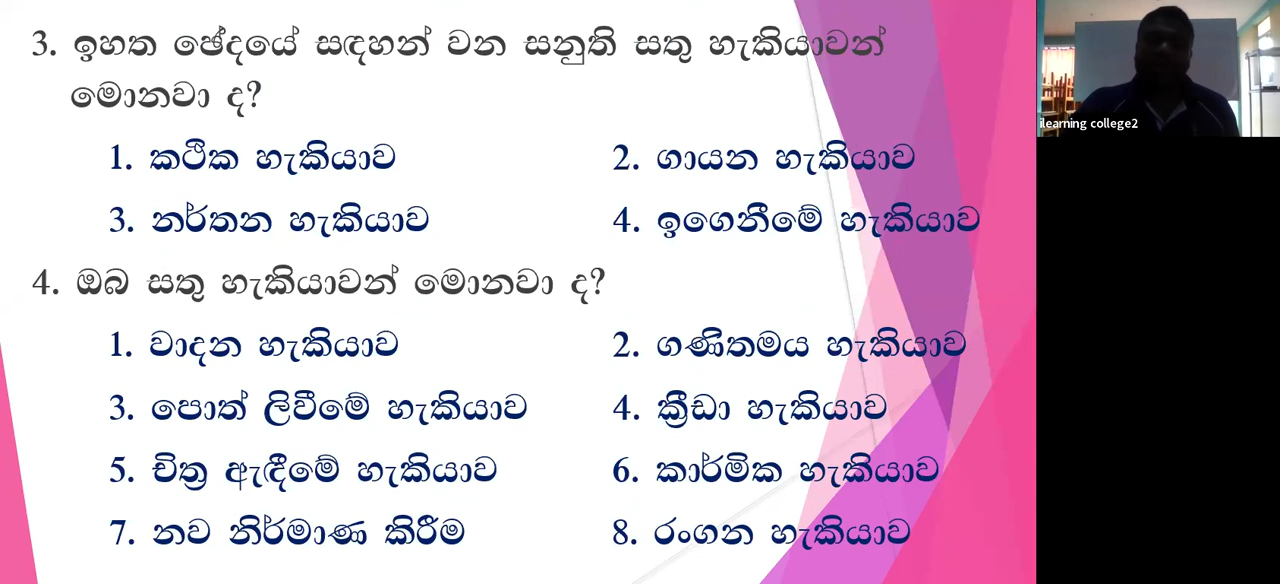 3. ඉහත ඡේදයේ සඳහන් වන සනුති සතු හැකියාවන්
මොනවා ද?
1. කථික හැකියාව 2. ගායන හැකියාව
3. නර්තන හැකියාව 4. ඉගෙනීමේ හැකියාව
4. ඔබ සතු හැකියාවන් මොනවා ද?
1. වාදන හැකියාව 2. ගණිතමය හැකියාව
3. පොත් ලිවීමේ හැකියාව 4. ක්‍රීඩා හැකියාව
5. චිත්‍ර ඇඳීමේ හැකියාව 6. කාර්මික හැකියාව
7. නව නිර්මාණ කිරීම 8. රංගන හැකියාව
ilearning college2